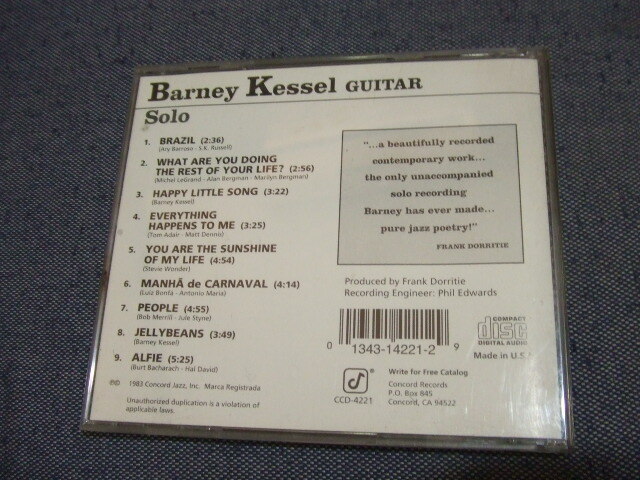 Barney Kessel GUITAR
Solo
1. BRAZIL (2:36)
(Ary Barroso - S.K. Russell)
2. WHAT ARE YOU DOING
THE REST OF YOUR LIFE? (2:56)
(Michel LeGrand - Alan Bergman - Marilyn Bergman)
3. HAPPY LITTLE SONG (3:22)
(Barney Kessel)
4. EVERYTHING
HAPPENS TO ME (3:25)
(Tom Adair - Matt Dennis)
5. YOU ARE THE SUNSHINE
OF MY LIFE (4:54)
(Stevie Wonder)
6. MANHÃ de CARNAVAL (4:14)
(Luiz Bonfa - Antonio Maria)
7. PEOPLE (4:55)
(Bob Merrill - Jule Styne)
8. JELLYBEANS (3:49)
(Barney Kessel)
9. ALFIE (5:25)
(Burt Bacharach - Hal David)
℗© 1983 Concord Jazz, Inc. Marca Registrada
Unauthorized duplication is a violation of
applicable laws.
"...a beautifully recorded
contemporary work...
the only unaccompanied
solo recording
Barney has ever made...
pure jazz poetry!"
FRANK DORRITIE
Produced by Frank Dorritie
Recording Engineer: Phil Edwards
0 1343-14221-2 9
COMPACT
disc
DIGITAL AUDIO
Made in U.S.A.
CCD-4221
Write for Free Catalog
Concord Records
P.O. Box 845
Concord, CA 94522